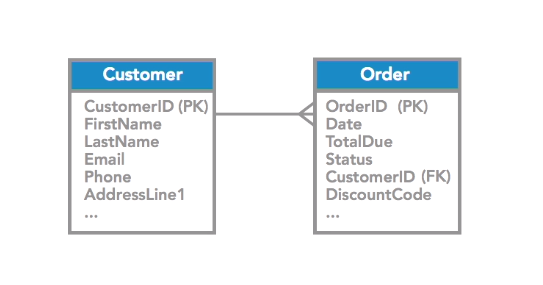 Customer
CustomerID (PK)
FirstName
LastName
Email
Phone
AddressLine1
...
Order
OrderID (PK)
Date
TotalDue
Status
CustomerID (FK)
DiscountCode
...